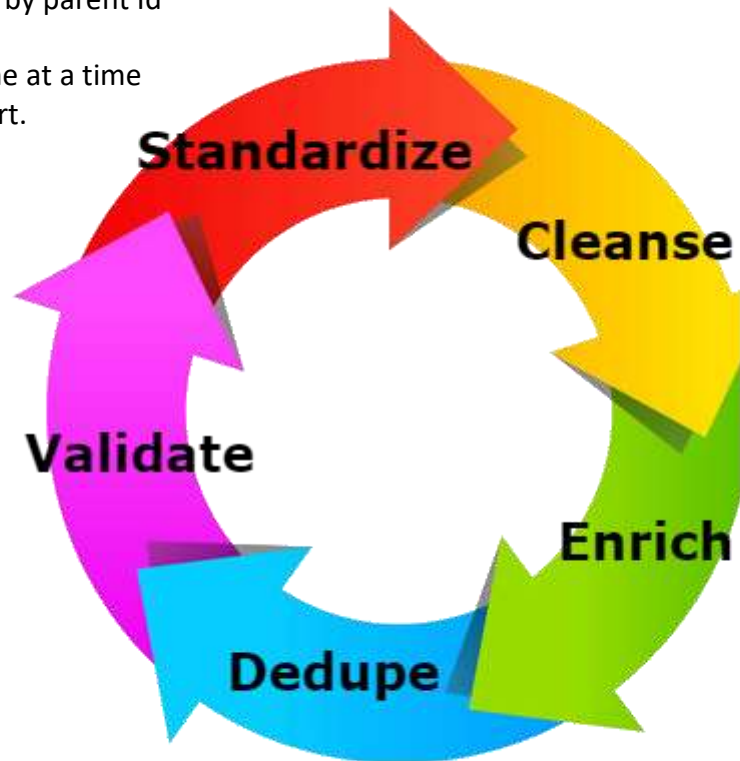 by parent Id
e at a time
rt.
Standardize
Cleanse
Validate
Enrich
Dedupe